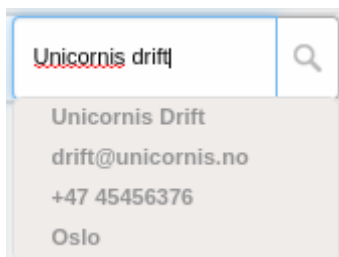 Unicornis drift
Unicornis Drift
drift@unicornis.no
+47 45456376
Oslo